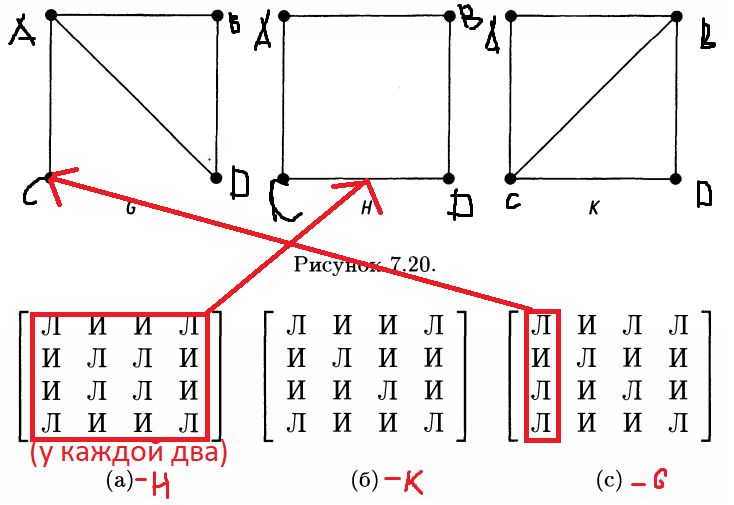 А Б А В А В
С D С D С D
G H K
Рисунок 7.20.
Л И И Л Л И И Л Л И Л Л
И Л Л И И Л И И И Л И И
И Л Л И И И Л И Л И Л И
Л И И Л Л И И Л Л И И Л
(у каждой два)
(а) -H (б) -K (с) -G